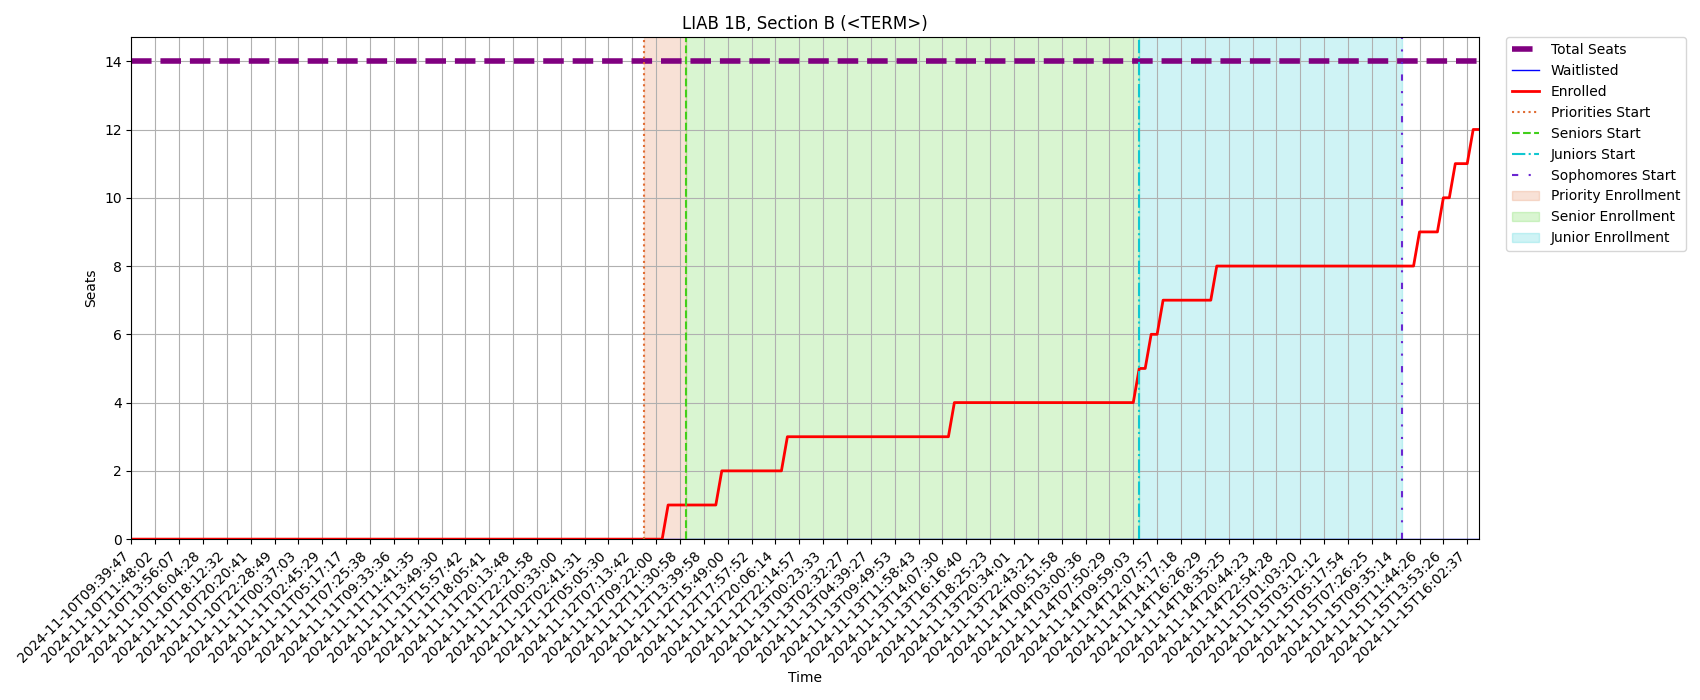 LIAB 1B, Section B (<TERM>)
Seats
14
12
10
8
6
4
2
0
2024-11-10T09:39:47
2024-11-10T11:48:02
2024-11-10T13:56:07
2024-11-10T16:04:28
2024-11-10T18:12:32
2024-11-10T20:20:41
2024-11-10T22:28:49
2024-11-11T00:37:03
2024-11-11T02:45:29
2024-11-11T05:17:17
2024-11-11T07:25:38
2024-11-11T09:33:36
2024-11-11T11:41:35
2024-11-11T13:49:30
2024-11-11T15:57:42
2024-11-11T18:05:41
2024-11-11T20:13:48
2024-11-11T22:21:58
2024-11-12T00:33:00
2024-11-12T02:41:31
2024-11-12T05:05:30
2024-11-12T07:13:42
2024-11-12T09:22:00
2024-11-12T11:30:58
2024-11-12T13:39:58
2024-11-12T15:49:00
2024-11-12T17:57:52
2024-11-12T20:06:14
2024-11-12T22:14:57
2024-11-13T00:23:33
2024-11-13T02:32:27
2024-11-13T04:39:27
2024-11-13T09:49:53
2024-11-13T11:58:43
2024-11-13T14:07:30
2024-11-13T16:16:40
2024-11-13T18:25:23
2024-11-13T20:34:01
2024-11-13T22:43:21
2024-11-14T00:51:58
2024-11-14T03:00:36
2024-11-14T07:50:29
2024-11-14T09:59:03
2024-11-14T12:07:57
2024-11-14T14:17:18
2024-11-14T16:26:29
2024-11-14T18:35:25
2024-11-14T20:44:23
2024-11-14T22:54:28
2024-11-15T01:03:20
2024-11-15T03:12:12
2024-11-15T05:17:54
2024-11-15T07:26:25
2024-11-15T09:35:14
2024-11-15T11:44:26
2024-11-15T13:53:26
2024-11-15T16:02:37
Time
Total Seats
Waitlisted
Enrolled
Priorities Start
Seniors Start
Juniors Start
Sophomores Start
Priority Enrollment
Senior Enrollment
Junior Enrollment